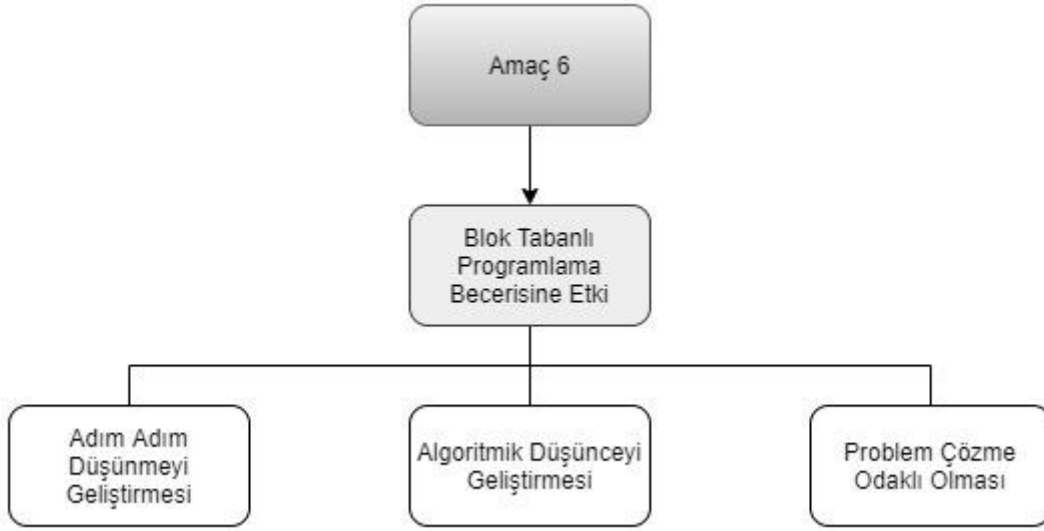 Amaç 6
Blok Tabanlı
Programlama
Becerisine Etki
Adım Adım
Düşünmeyi
Geliştirmesi
Algoritmik Düşünceyi
Geliştirmesi
Problem Çözme
Odaklı Olması